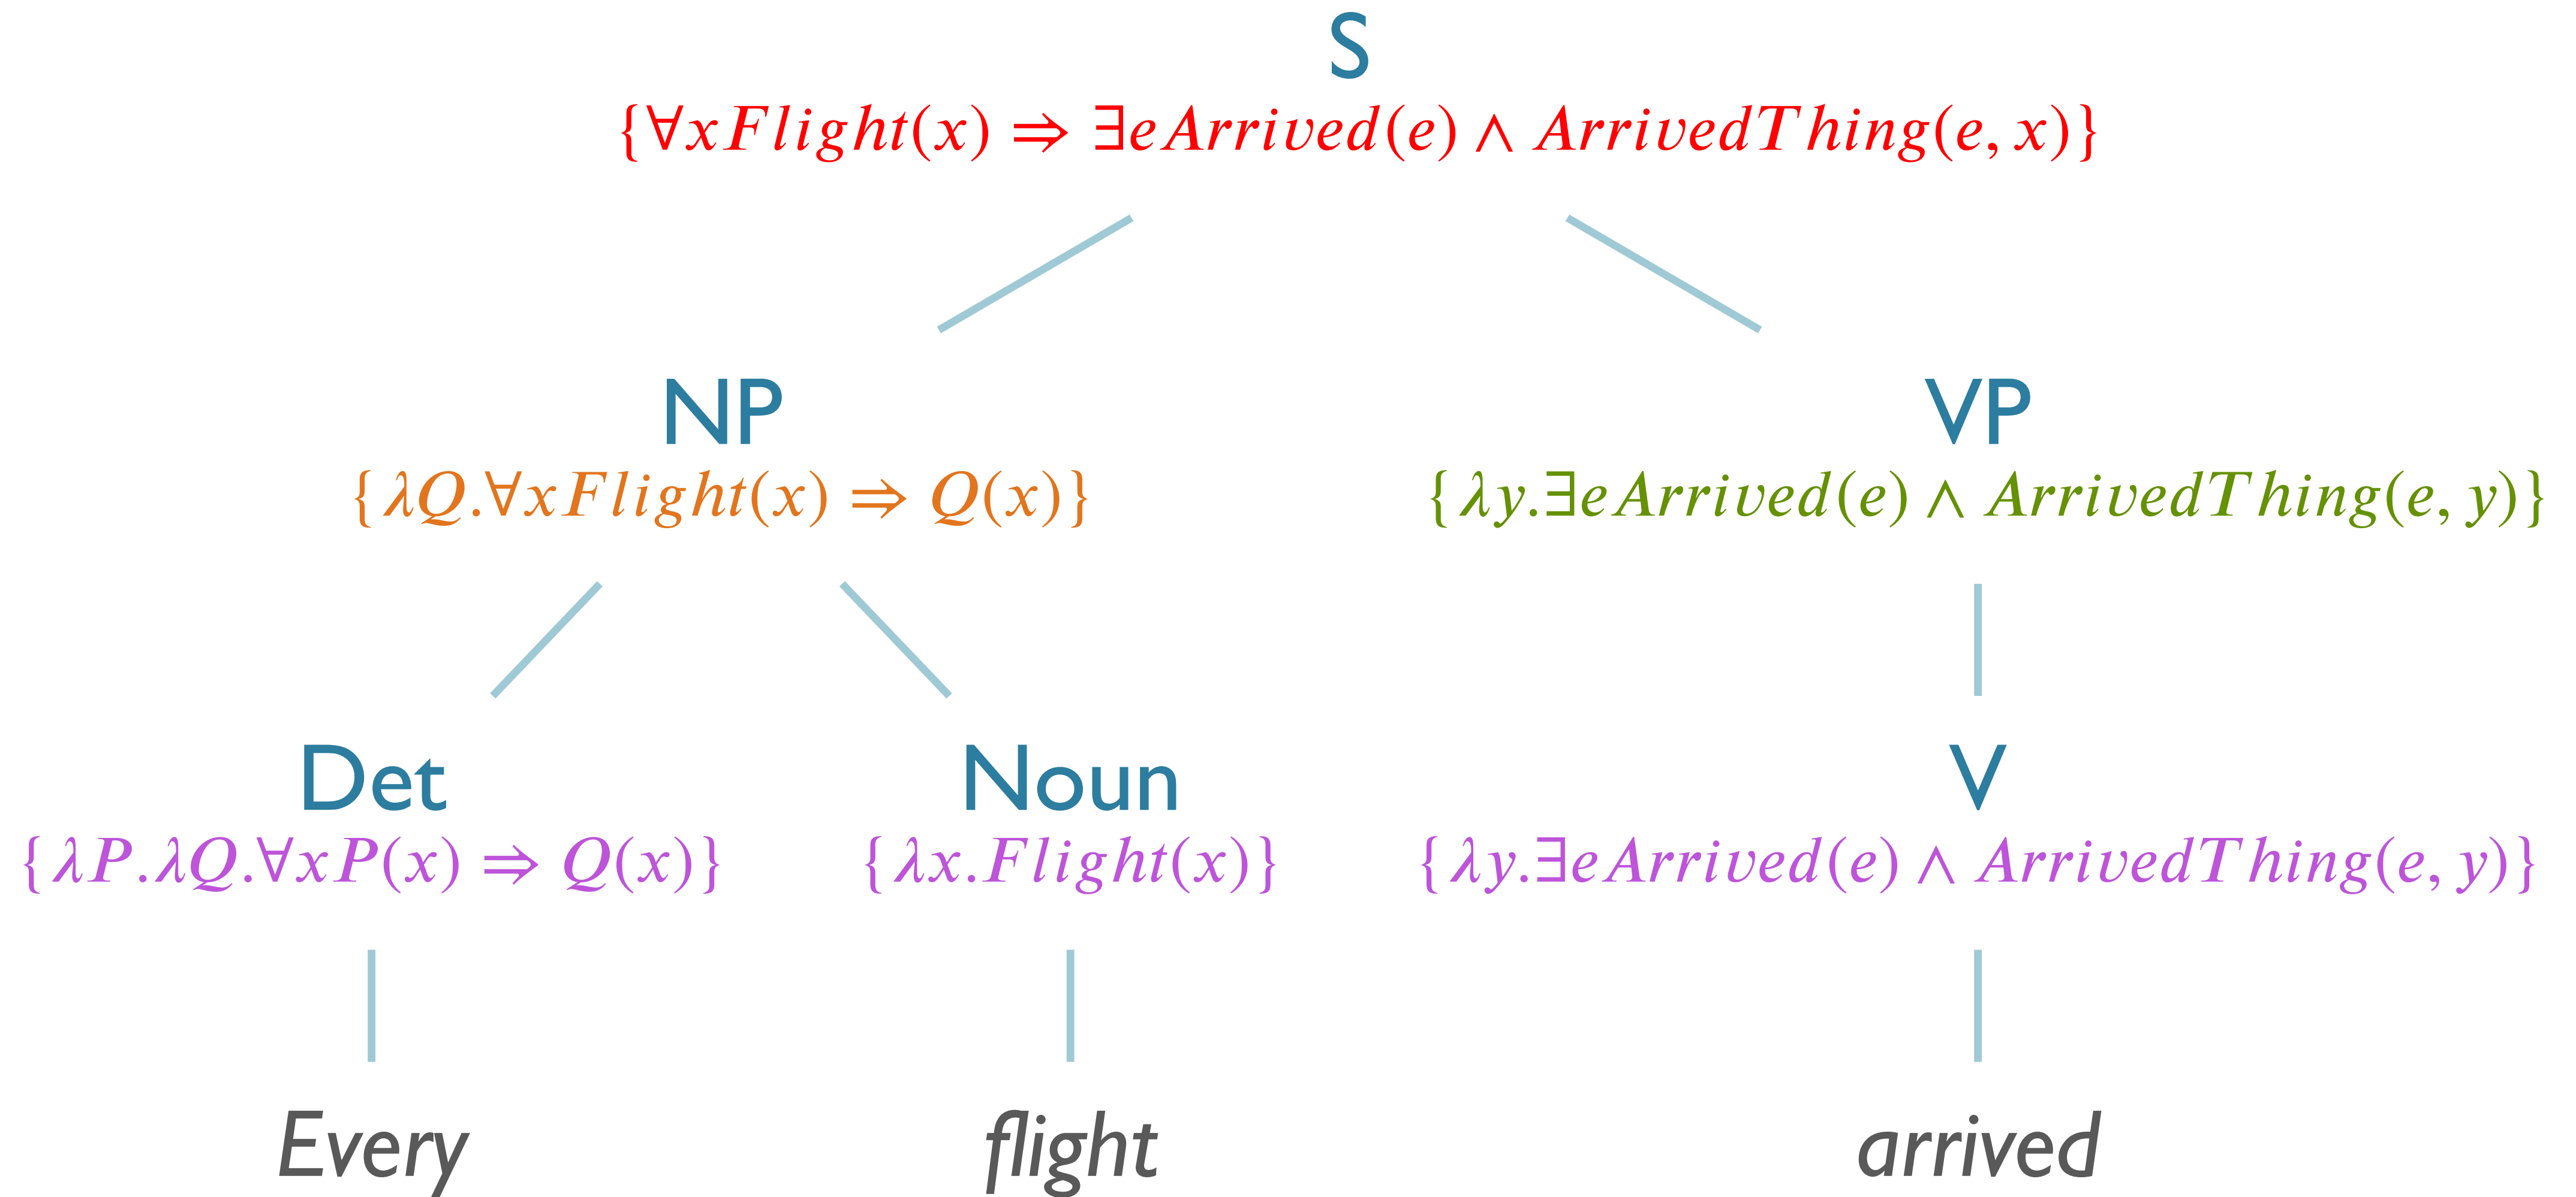 S
{∀xFlight(x) ⇒ ∃eArrived(e) ∧ ArrivedThing(e, x)}
NP VP
{λQ.∀xFlight(x) ⇒ Q(x)} {λy.∃eArrived(e) ∧ ArrivedThing(e, y)}
Det Noun V
{λP.λQ.∀xP(x) ⇒ Q(x)} {λx.Flight(x)} {λy.∃eArrived(e) ∧ ArrivedThing(e, y)}
Every flight arrived